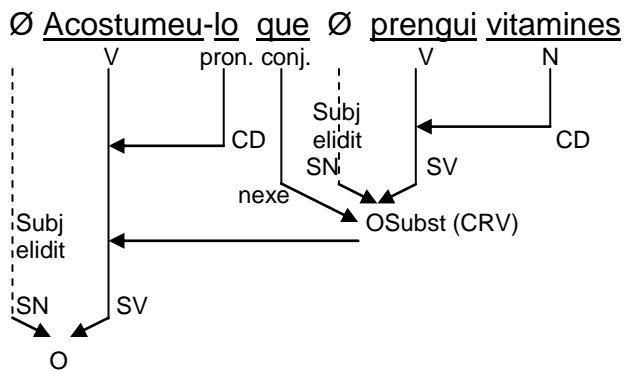 Ø Acostumeu-lo que Ø prengui vitamines
V pron. conj. V N
Subj
elidit
CD CD
SN SV
nexe
OSubst (CRV)
Subj
elidit
SN SV
O